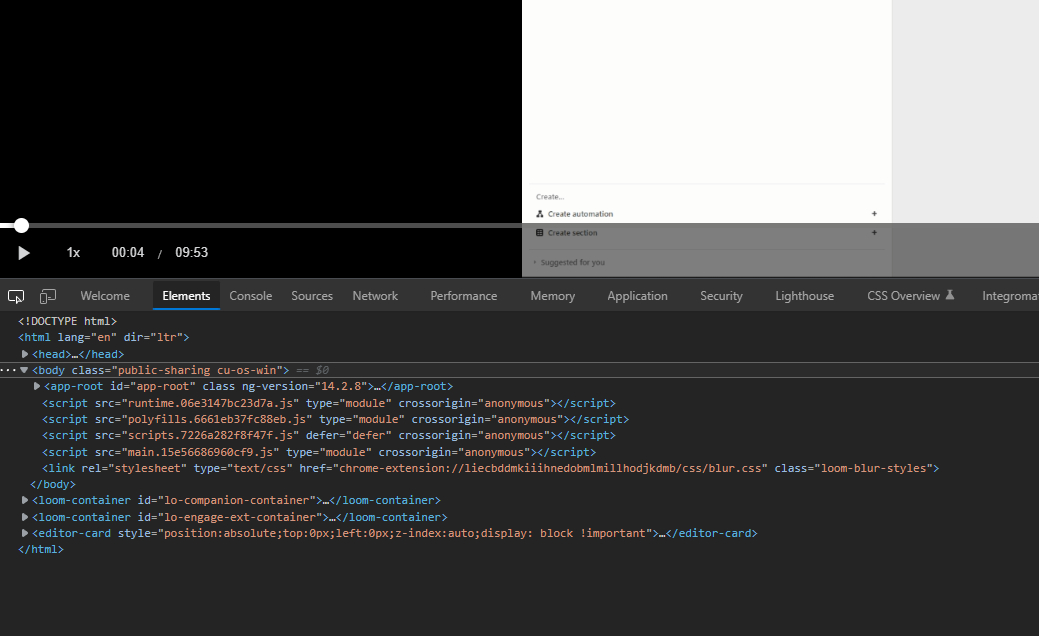 Create...
Create automation +
Create section +
Suggested for you
1x 00:04 / 09:53
Welcome Elements Console Sources Network Performance Memory Application Security Lighthouse CSS Overview Integroma
<!DOCTYPE html>
<html lang="en" dir="ltr">
<head>…</head>
<body class="public-sharing cu-os-win"> == $0
<app-root id="app-root" class ng-version="14.2.8">…</app-root>
<script src="runtime.06e3147bc23d7a.js" type="module" crossorigin="anonymous"></script>
<script src="polyfills.6661eb37fc88eb.js" type="module" crossorigin="anonymous"></script>
<script src="scripts.7226a282f8f47f.js" defer="defer" crossorigin="anonymous"></script>
<script src="main.15e56686960cf9.js" type="module" crossorigin="anonymous"></script>
<link rel="stylesheet" type="text/css" href="chrome-extension://liecbddmkiiihnedobmlmillhodjkdmb/css/blur.css" class="loom-blur-styles">
</body>
<loom-container id="lo-companion-container">…</loom-container>
<loom-container id="lo-engage-ext-container">…</loom-container>
<editor-card style="position:absolute;top:0px;left:0px;z-index:auto;display: block !important">…</editor-card>
</html>